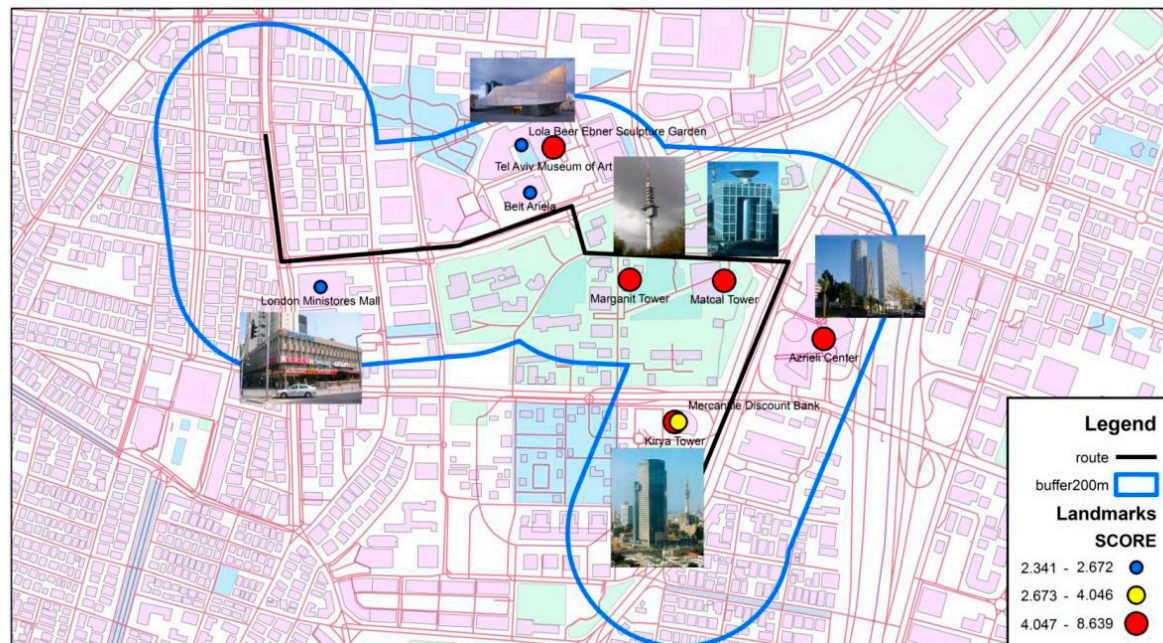 Lola Beer Ebner Sculpture Garden
Tel Aviv Museum of Art
Beit Ariela
London Ministores Mall
Marganit Tower
Matcal Tower
Azrieli Center
Mercantile Discount Bank
Kirya Tower
Legend
route
buffer200m
Landmarks
SCORE
2.341 - 2.672
2.673 - 4.046
4.047 - 8.639